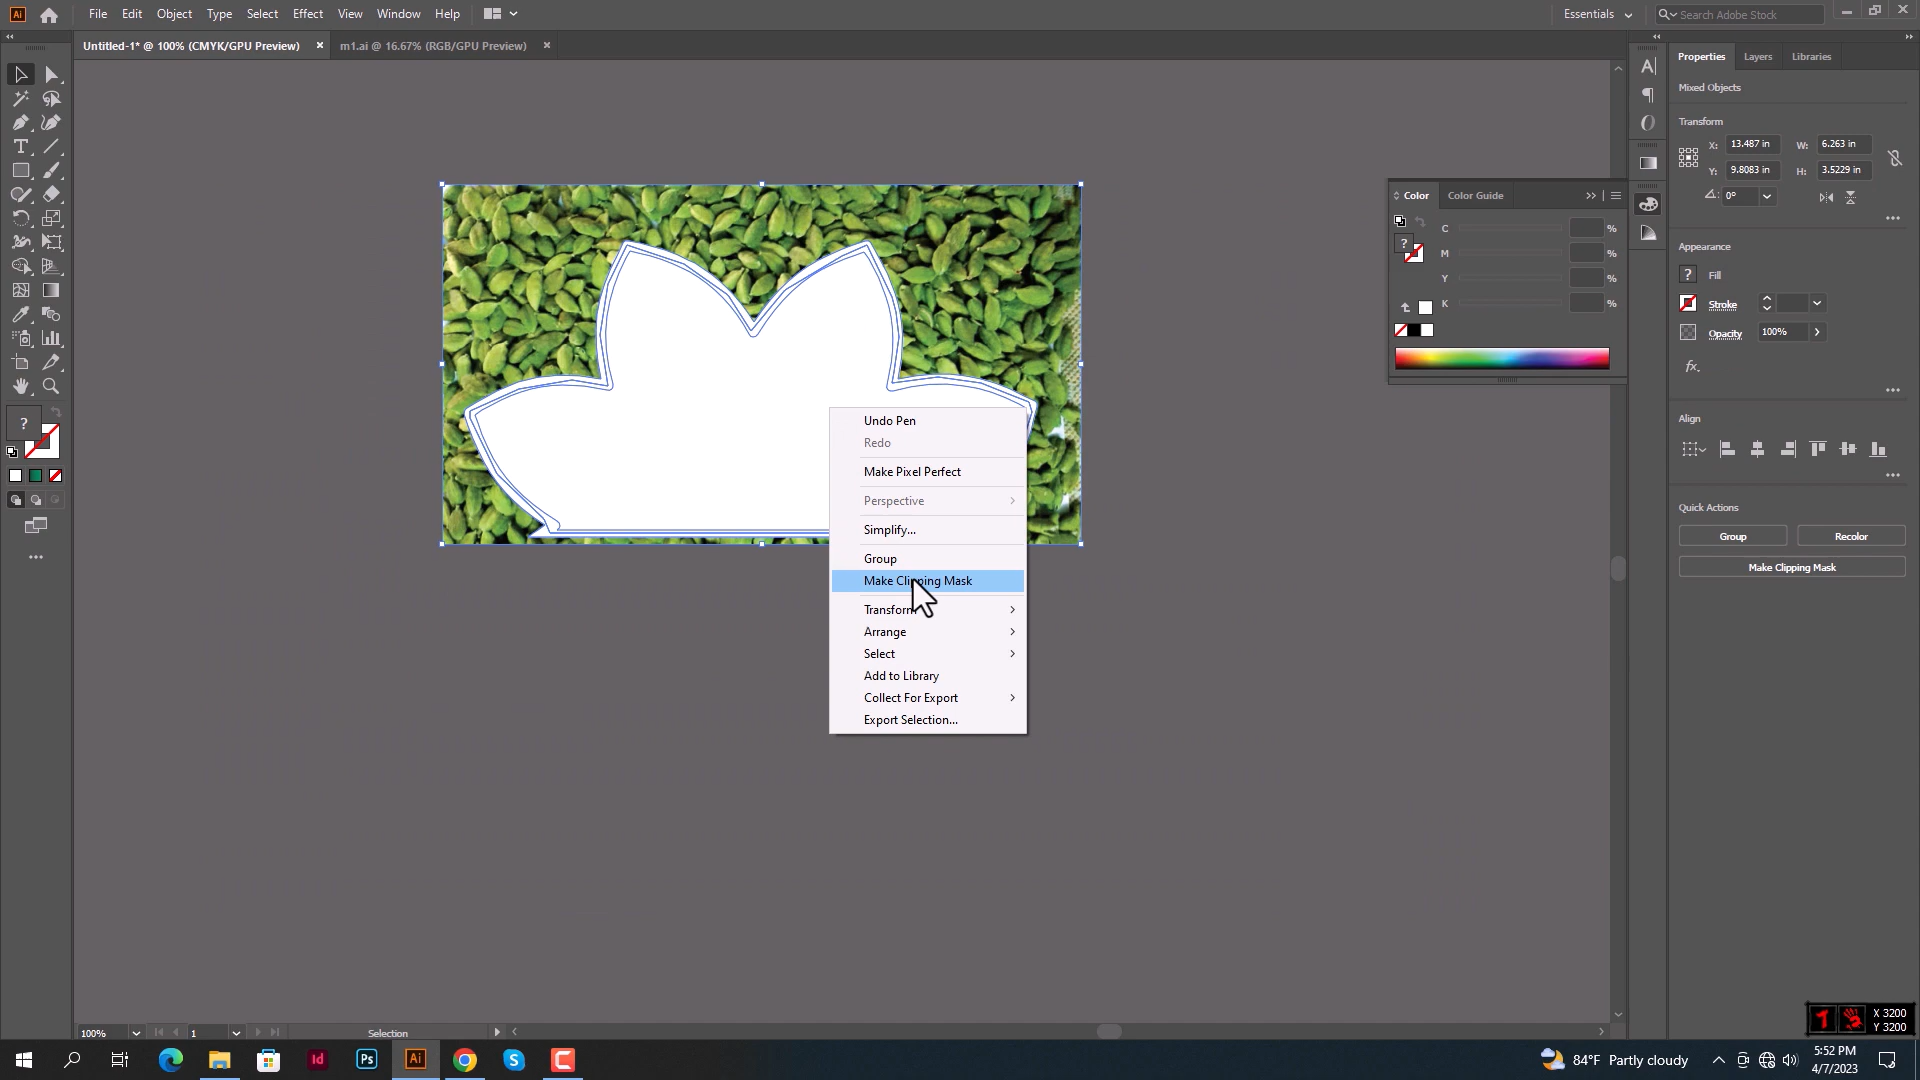 Ai File Edit Object Type Select Effect View Window Help Essentials Search Adobe Stock
Untitled-1* @ 100% (CMYK/GPU Preview) × m1.ai @ 16.67% (RGB/GPU Preview) ×
Properties Layers Libraries
Mixed Objects
Transform
X: 13.487 in W: 6.263 in
Y: 9.8083 in H: 3.5229 in
0°
Color Color Guide
C %
M %
Y %
K %
?
Appearance
? Fill
Stroke
Opacity 100%
fx.
Align
Quick Actions
Group Recolor
Make Clipping Mask
?
Undo Pen
Redo
Make Pixel Perfect
Perspective
Simplify...
Group
Make Clipping Mask
Transform
Arrange
Select
Add to Library
Collect For Export
Export Selection...
100% 1 Selection
X 3200
Y 3200
Id Ps Ai
84°F Partly cloudy
5:52 PM
4/7/2023